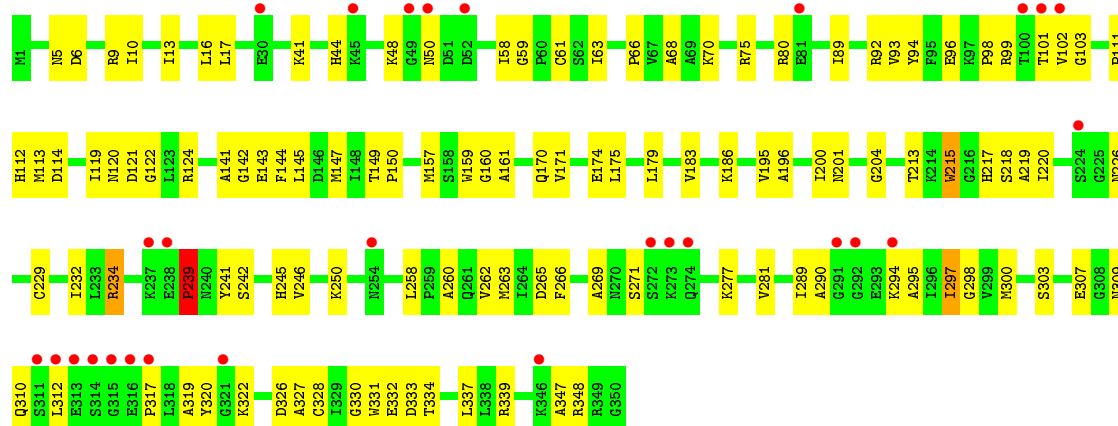 M1 N5 D6 R9 I10 I13 L16 L17 E30 K41 H44 K45 K48 G49 N50 D51 D52 I58 G59 P60 C61 S62 I63 P66 V67 A68 A69 K70 R75 R80 E81 I89 R92 V93 Y94 F95 E96 K97 P98 R99 T100 T101 V102 G103
H112 M113 D114 I119 N120 D121 G122 L123 R124 A141 G142 E143 F144 L145 D146 M147 I148 T149 P150 M157 S158 W159 G160 A161 Q170 V171 E174 L175 L179 V183 K186 V195 A196 I200 N201 G204 T213 K214 W215 G216 H217 S218 A219 I220 S224 G225 N226
C229 I232 L233 R234 K237 E238 P239 N240 Y241 S242 H245 V246 K250 N254 L258 P259 A260 Q261 V262 M263 I264 D265 F266 A269 N270 S271 S272 K273 Q274 K277 V281 I289 A290 G291 G292 E293 K294 A295 I296 I297 G298 V299 M300 S303 E307 G308 N309
Q310 S311 L312 E313 S314 G315 E316 P317 L318 A319 Y320 G321 K322 D326 A327 C328 I329 G330 W331 E332 D333 T334 L337 L338 R339 K346 A347 R348 R349 G350